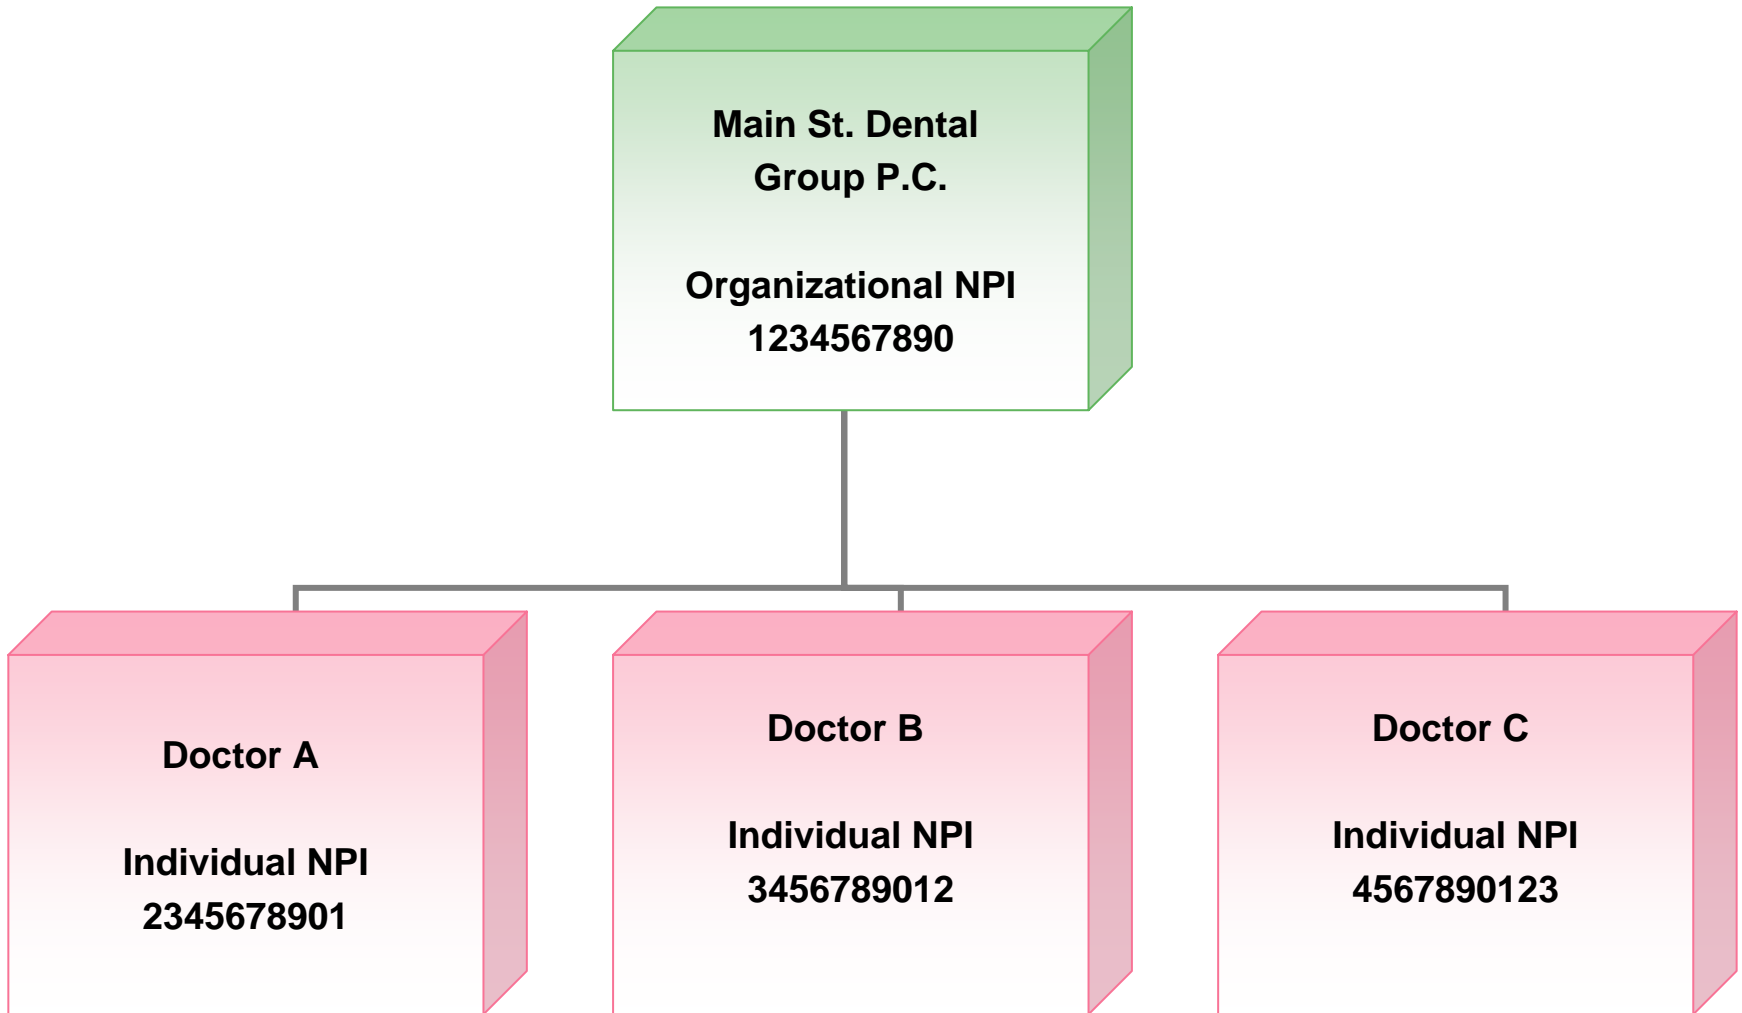 Main St. Dental
Group P.C.
Organizational NPI
1234567890
Doctor A
Individual NPI
2345678901
Doctor B
Individual NPI
3456789012
Doctor C
Individual NPI
4567890123